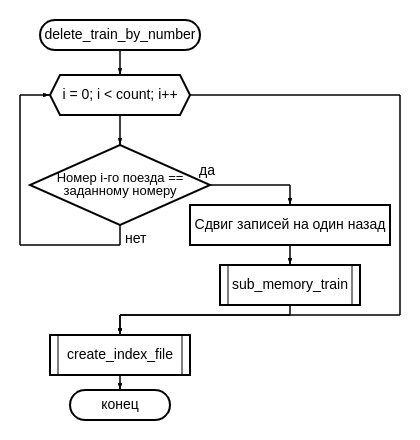 delete_train_by_number
i = 0; i < count; i++
Номер i-го поезда ==
заданному номеру
да
нет
Сдвиг записей на один назад
sub_memory_train
create_index_file
конец